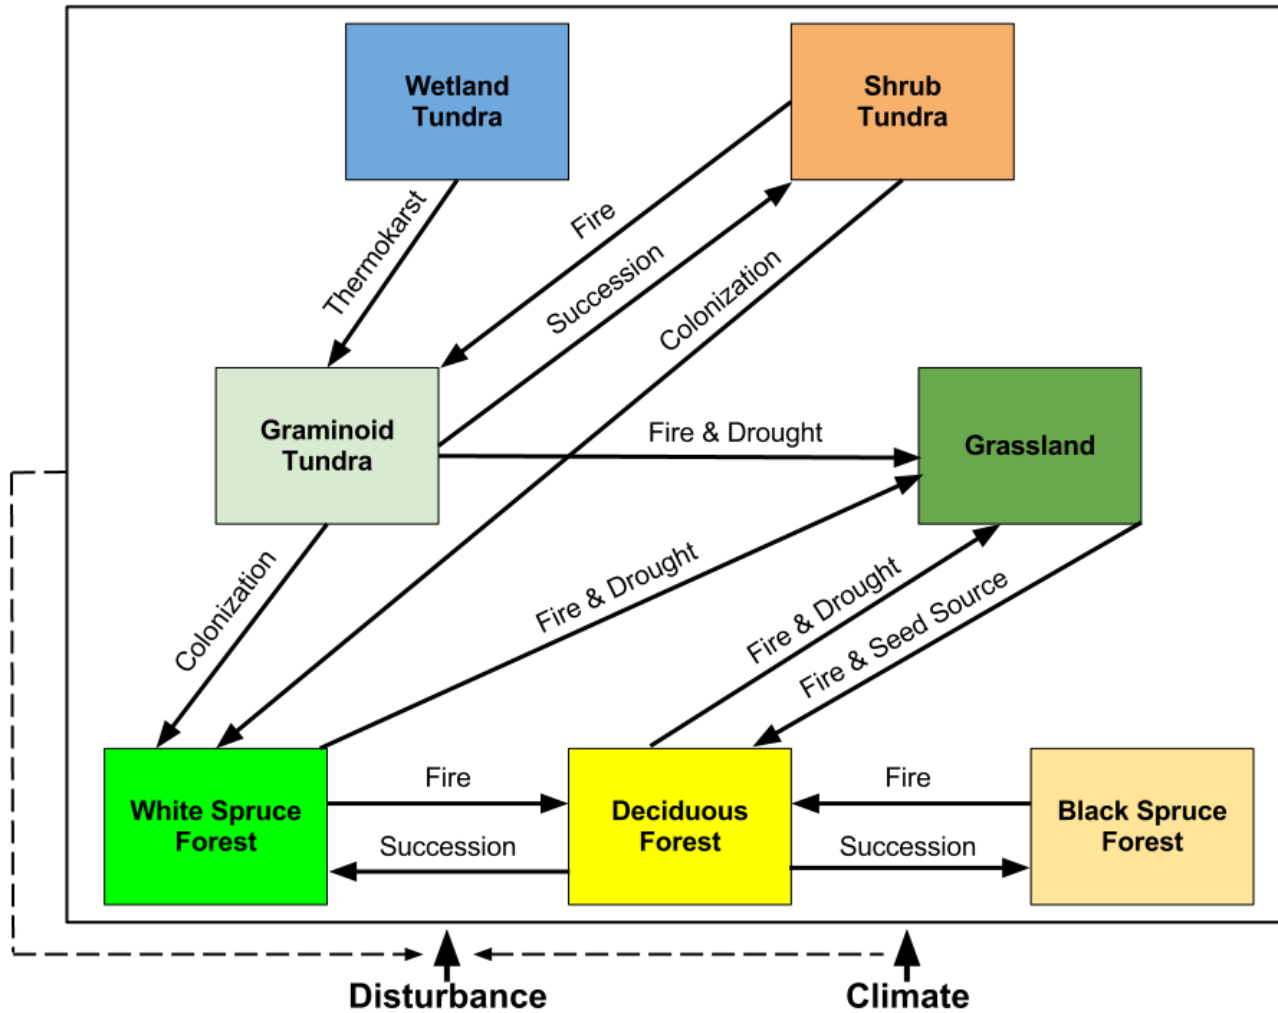 Wetland
Tundra
Shrub
Tundra
Thermokarst
Fire
Succession
Colonization
Graminoid
Tundra
Fire & Drought
Grassland
Colonization
Fire & Drought
Fire & Drought
Fire & Seed Source
White Spruce
Forest
Fire
Succession
Deciduous
Forest
Fire
Succession
Black Spruce
Forest
Disturbance
Climate